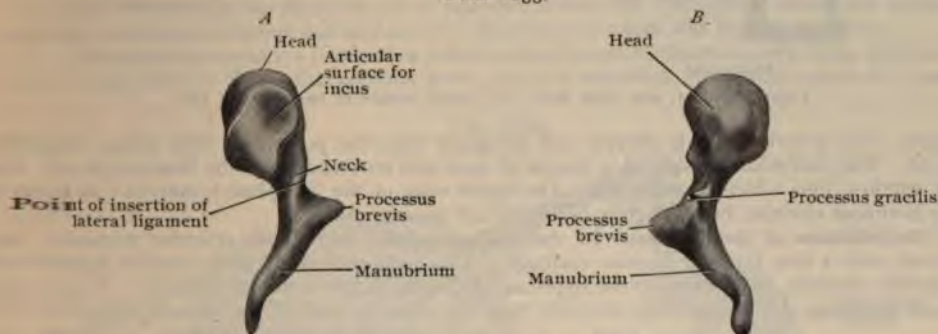 A
Head
Articular
surface for
incus
Neck
Point of insertion of
lateral ligament
Processus
brevis
Manubrium
B.
Head
Processus gracilis
Processus
brevis
Manubrium